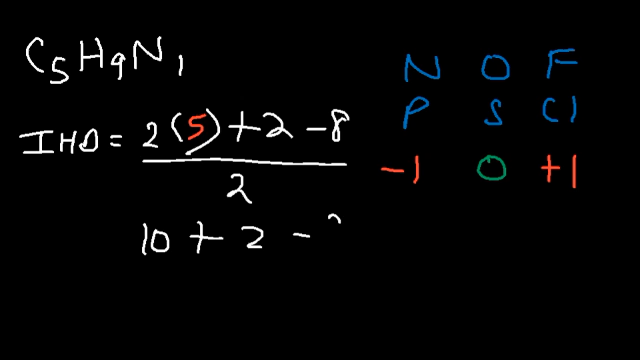 C₅H₉N₁
N O F
P S Cl
IHD = 2(5)+2-8
2
-1 0 +1
10 + 2 -